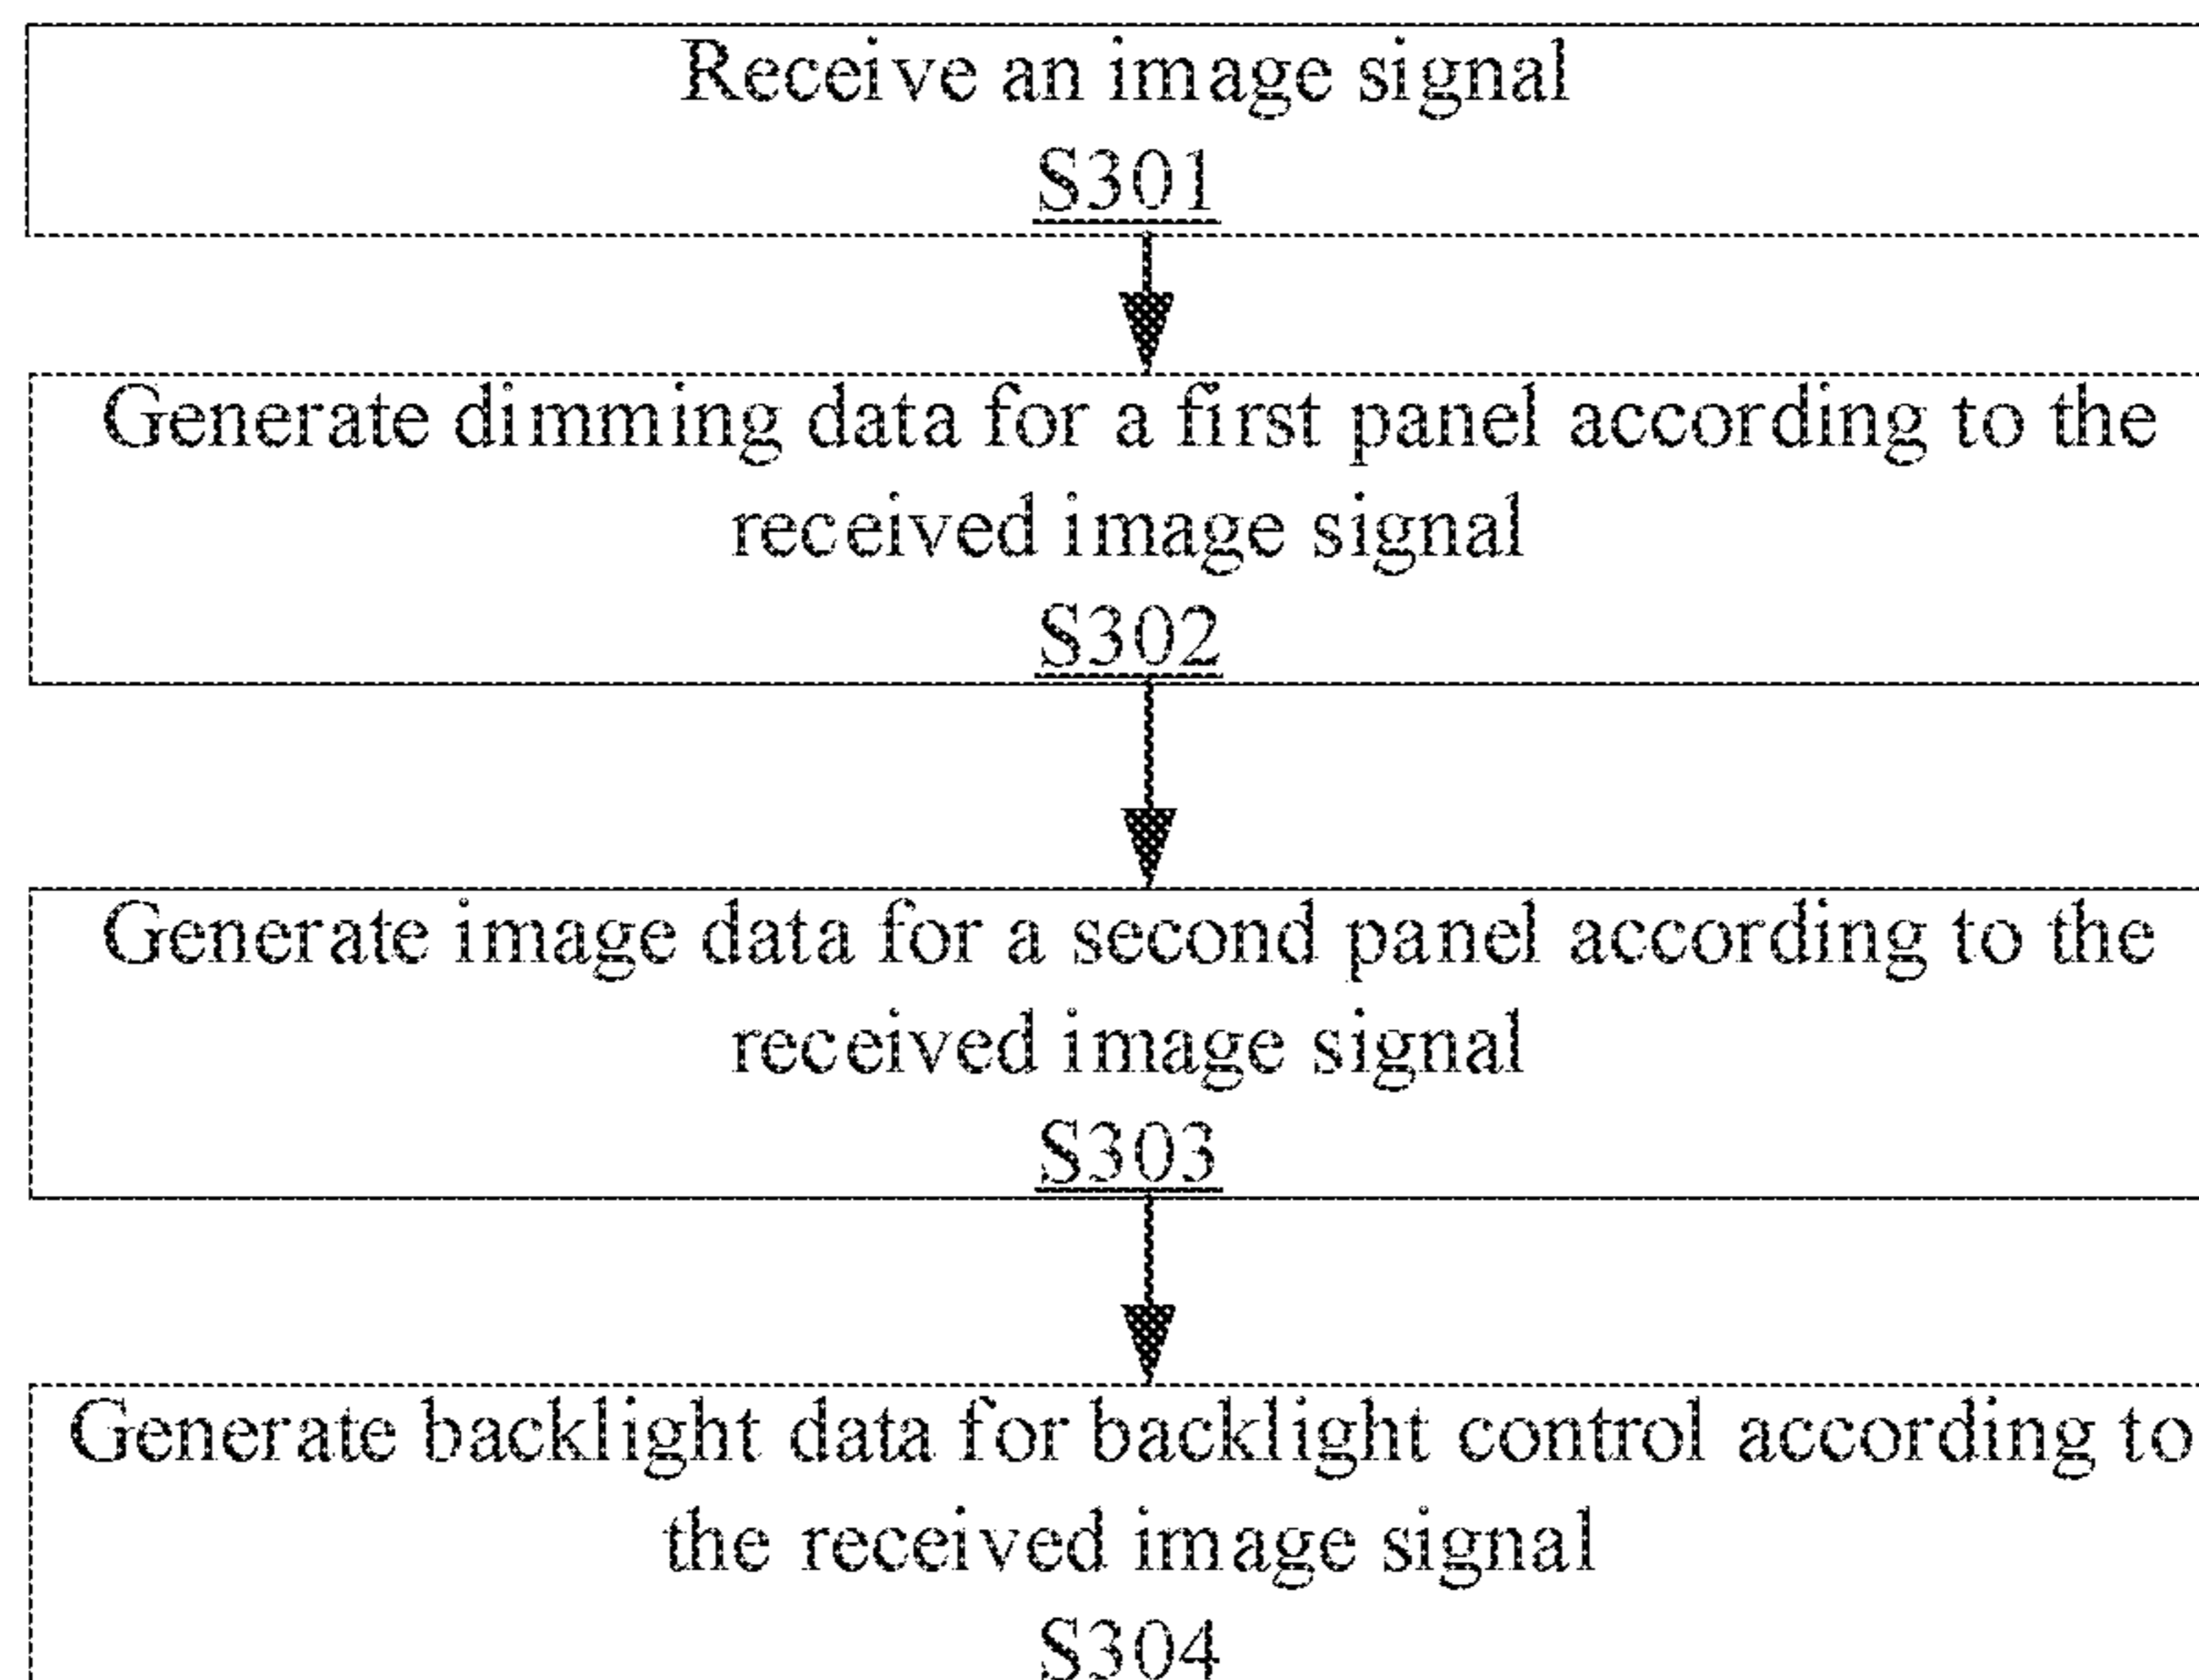 Receive an image signal
S301
Generate dimming data for a first panel according to the
received image signal
S302
Generate image data for a second panel according to the
received image signal
S303
Generate backlight data for backlight control according to
the received image signal
S304